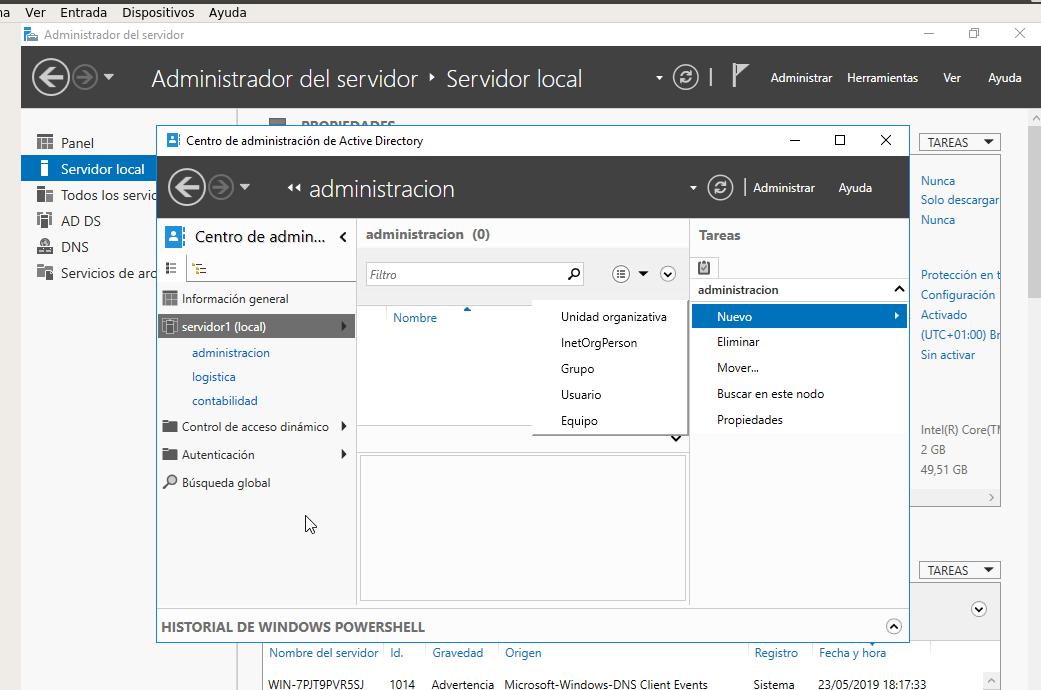 na Ver Entrada Dispositivos Ayuda
Administrador del servidor
Administrador del servidor Servidor local
Administrar Herramientas Ver Ayuda
Panel
Servidor local
Todos los servic
AD DS
DNS
Servicios de arc
PROPIEDADES
TAREAS
Centro de administración de Active Directory
administracion
Administrar Ayuda
Centro de admin...
Información general
servidor1 (local)
administracion
logistica
contabilidad
Control de acceso dinámico
Autenticación
Búsqueda global
administracion (0)
Filtro
Nombre
Unidad organizativa
InetOrgPerson
Grupo
Usuario
Equipo
Tareas
administracion
Nuevo
Eliminar
Mover...
Buscar en este nodo
Propiedades
HISTORIAL DE WINDOWS POWERSHELL
Nunca
Solo descargar
Nunca
Protección en t
Configuración
Activado
(UTC+01:00) Br
Sin activar
Intel(R) Core(TM
2 GB
49,51 GB
TAREAS
Nombre del servidor Id. Gravedad Origen Registro Fecha y hora
WIN-7PJT9PVR5SJ 1014 Advertencia Microsoft-Windows-DNS Client Events Sistema 23/05/2019 18:17:33